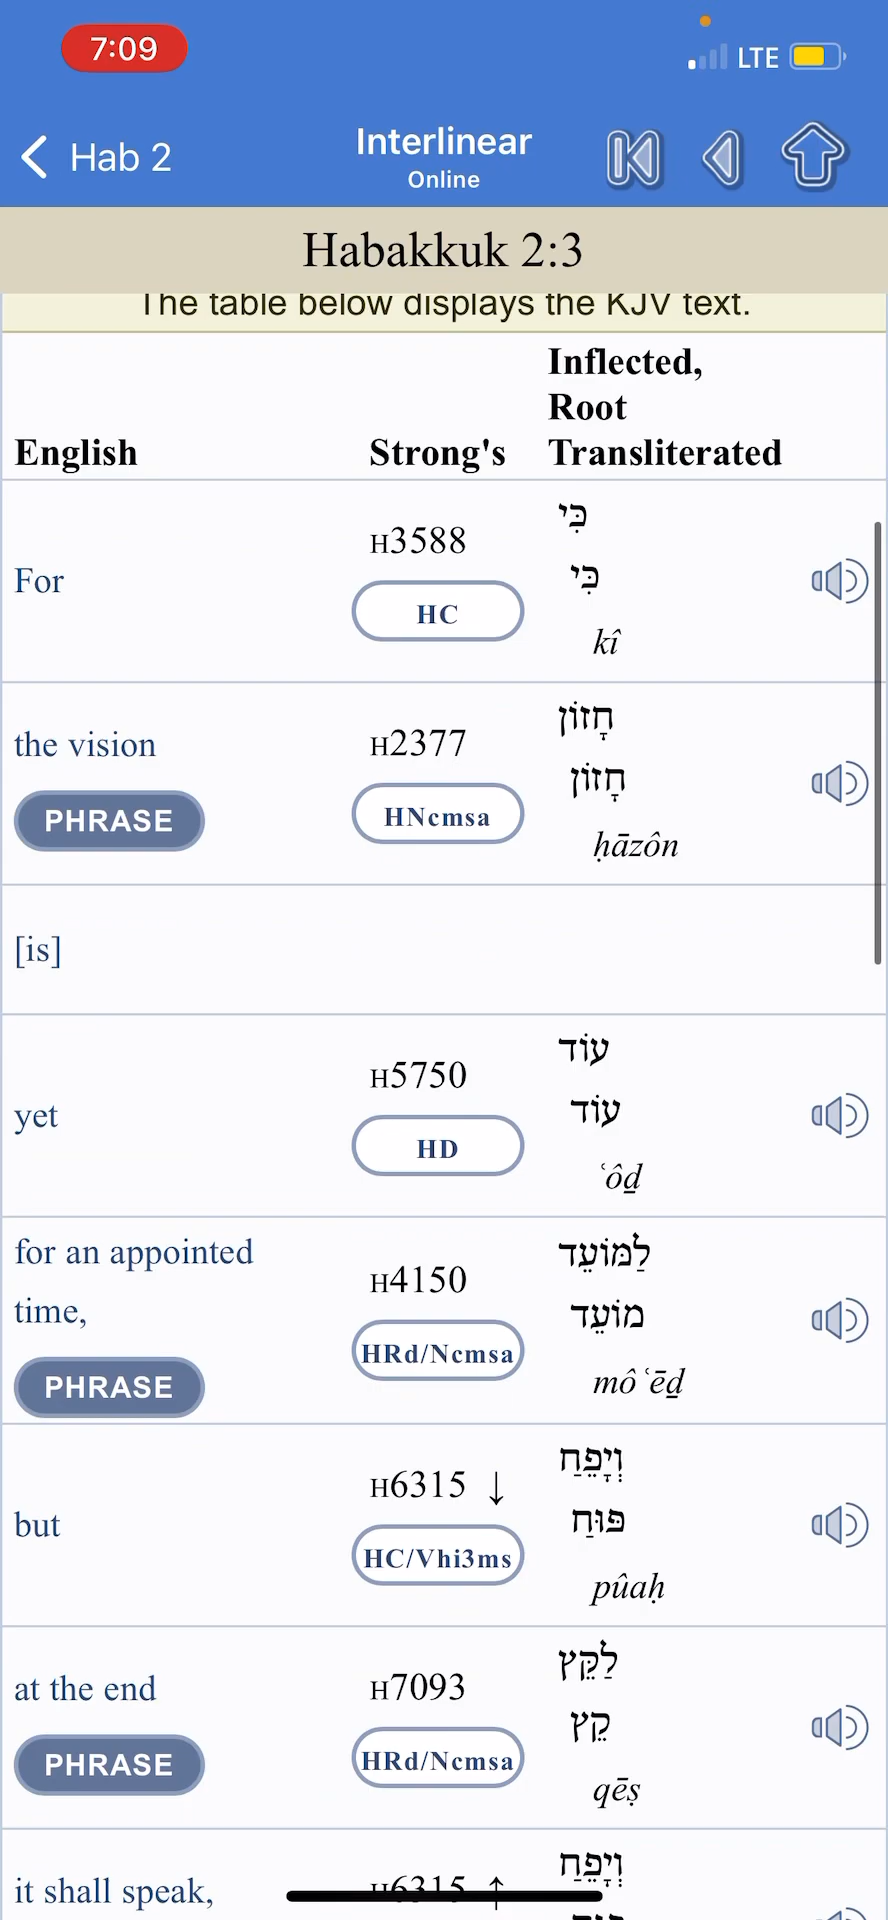 7:09
LTE
Hab 2
Interlinear
Online
Habakkuk 2:3
The table below displays the KJV text.
English
Strong's
Inflected,
Root
Transliterated
For
H3588
HC
כִּי
כִּי
kî
the vision
PHRASE
H2377
HNcmsa
חָזוֹן
חָזוֹן
ḥāzôn
[is]
yet
H5750
HD
עוֹד
עוֹד
ʿôḏ
for an appointed
time,
PHRASE
H4150
HRd/Ncmsa
לַמּוֹעֵד
מוֹעֵד
môʿēḏ
but
H6315 ↓
HC/Vhi3ms
וְיָפֵחַ
פּוּחַ
pûaḥ
at the end
PHRASE
H7093
HRd/Ncmsa
לַקֵּץ
קֵץ
qēṣ
it shall speak,
H6315 ↑
וְיָפֵחַ